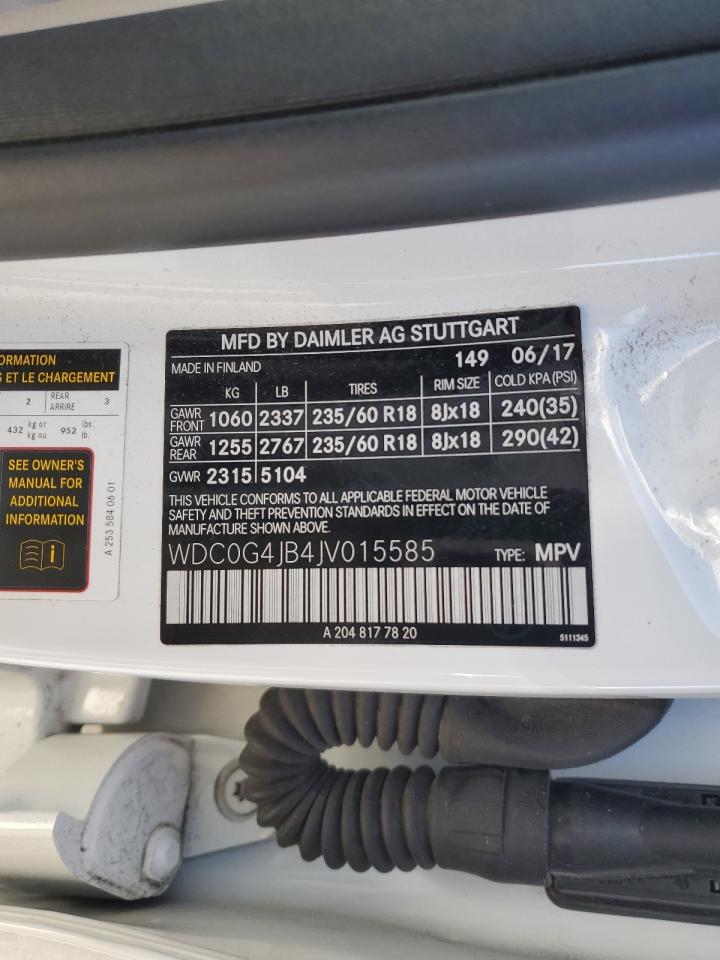 ORMATION
S ET LE CHARGEMENT
2 REAR ARRIÈRE 3
432 kg or kg ou 952 lbs. lb.
SEE OWNER'S
MANUAL FOR
ADDITIONAL
INFORMATION
A 253 584 06 01
MFD BY DAIMLER AG STUTTGART
MADE IN FINLAND 149 06/17
KG LB TIRES RIM SIZE COLD KPA (PSI)
GAWR FRONT 1060 2337 235/60 R18 8Jx18 240(35)
GAWR REAR 1255 2767 235/60 R18 8Jx18 290(42)
GVWR 2315 5104
THIS VEHICLE CONFORMS TO ALL APPLICABLE FEDERAL MOTOR VEHICLE
SAFETY AND THEFT PREVENTION STANDARDS IN EFFECT ON THE DATE OF
MANUFACTURE SHOWN ABOVE.
WDC0G4JB4JV015585 TYPE: MPV
A 204 817 78 20
5111345